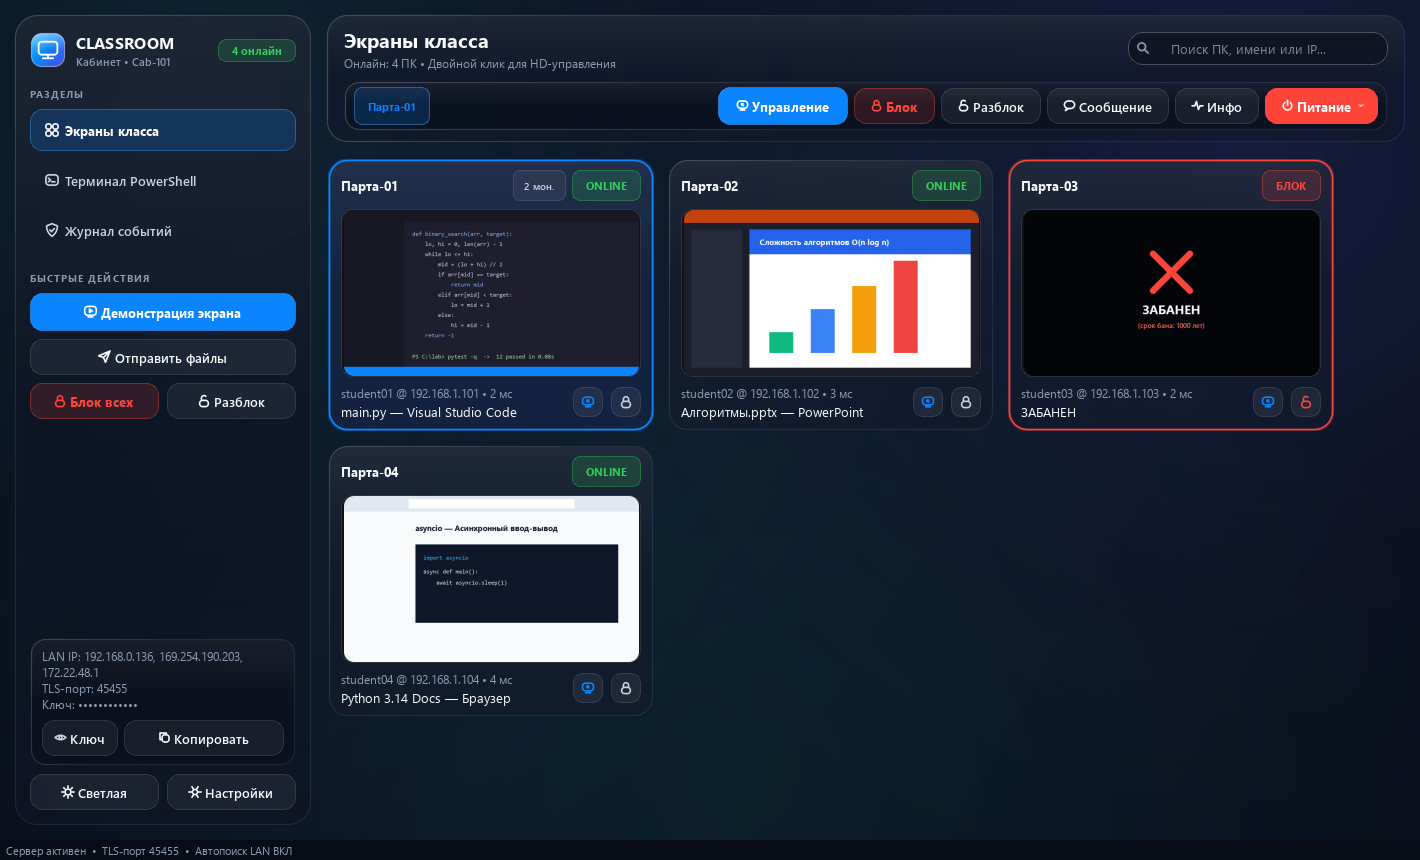 CLASSROOM
Кабинет • Cab-101
4 онлайн
РАЗДЕЛЫ
Экраны класса
Терминал PowerShell
Журнал событий
БЫСТРЫЕ ДЕЙСТВИЯ
Демонстрация экрана
Отправить файлы
Блок всех
Разблок
LAN IP: 192.168.0.136, 169.254.190.203,
172.22.48.1
TLS-порт: 45455
Ключ: ••••••••••••
Ключ
Копировать
Светлая
Настройки
Экраны класса
Онлайн: 4 ПК • Двойной клик для HD-управления
Поиск ПК, имени или IP...
Парта-01
Управление
Блок
Разблок
Сообщение
Инфо
Питание
Парта-01
2 мон.
ONLINE
def binary_search(arr, target):
lo, hi = 0, len(arr) - 1
while lo <= hi:
mid = (lo + hi) // 2
if arr[mid] == target:
return mid
elif arr[mid] < target:
lo = mid + 1
else:
hi = mid - 1
return -1
PS C:\lab> pytest -q -> 12 passed in 0.08s
student01 @ 192.168.1.101 • 2 мс
main.py — Visual Studio Code
Парта-02
ONLINE
Сложность алгоритмов O(n log n)
student02 @ 192.168.1.102 • 3 мс
Алгоритмы.pptx — PowerPoint
Парта-03
БЛОК
ЗАБАНЕН
(срок бана: 1000 лет)
student03 @ 192.168.1.103 • 2 мс
ЗАБАНЕН
Парта-04
ONLINE
asyncio — Асинхронный ввод-вывод
import asyncio
async def main():
await asyncio.sleep(1)
student04 @ 192.168.1.104 • 4 мс
Python 3.14 Docs — Браузер
Сервер активен • TLS-порт 45455 • Автопоиск LAN ВКЛ